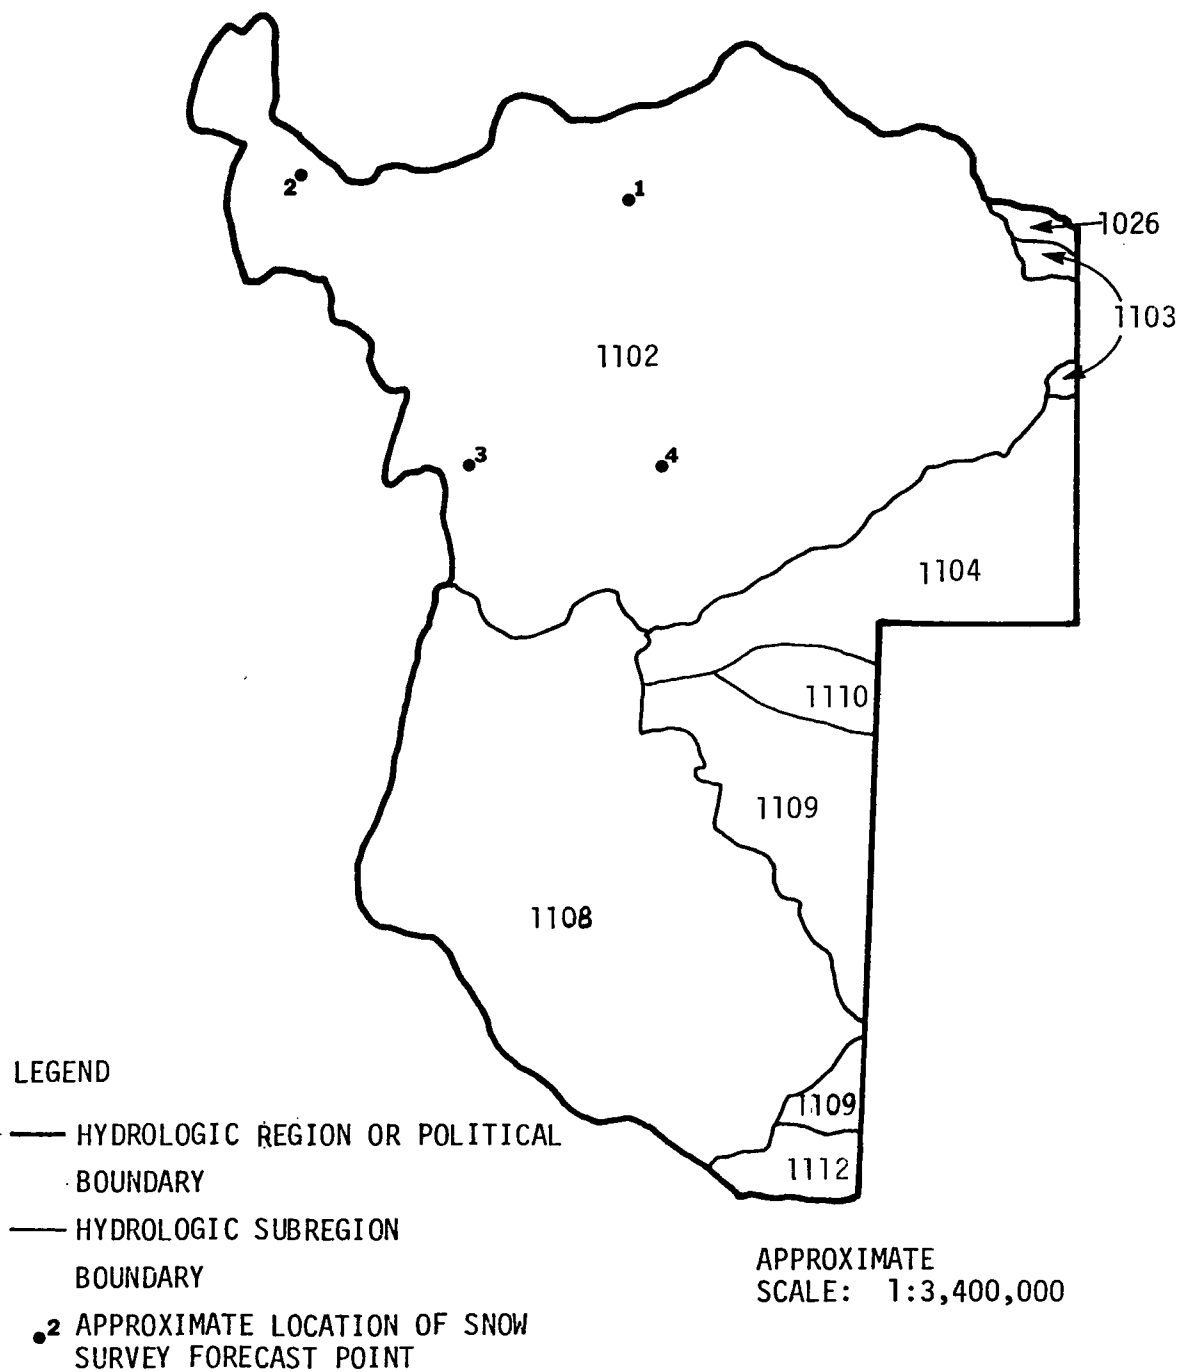 2
1
1026
1103
1102
3
4
1104
1110
1109
1108
1109
1112
LEGEND
HYDROLOGIC REGION OR POLITICAL
BOUNDARY
HYDROLOGIC SUBREGION
BOUNDARY
2 APPROXIMATE LOCATION OF SNOW
SURVEY FORECAST POINT
APPROXIMATE
SCALE: 1:3,400,000